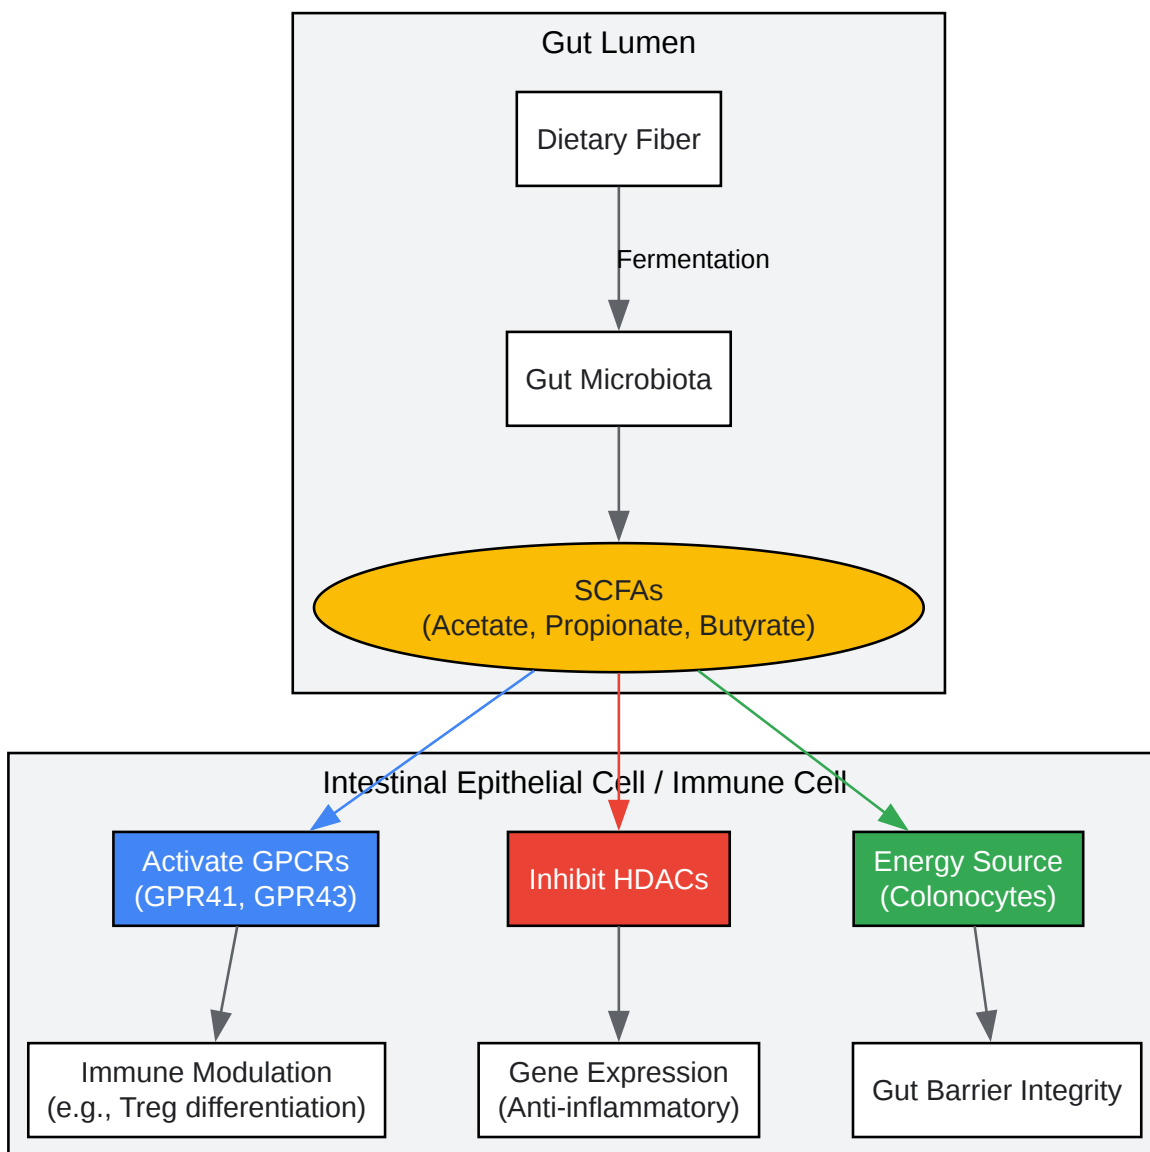 Gut Lumen
Dietary Fiber
Fermentation
Gut Microbiota
SCFAs
(Acetate, Propionate, Butyrate)
Intestinal Epithelial Cell / Immune Cell
Activate GPCRs
(GPR41, GPR43)
Inhibit HDACs
Energy Source
(Colonocytes)
Immune Modulation
(e.g., Treg differentiation)
Gene Expression
(Anti-inflammatory)
Gut Barrier Integrity